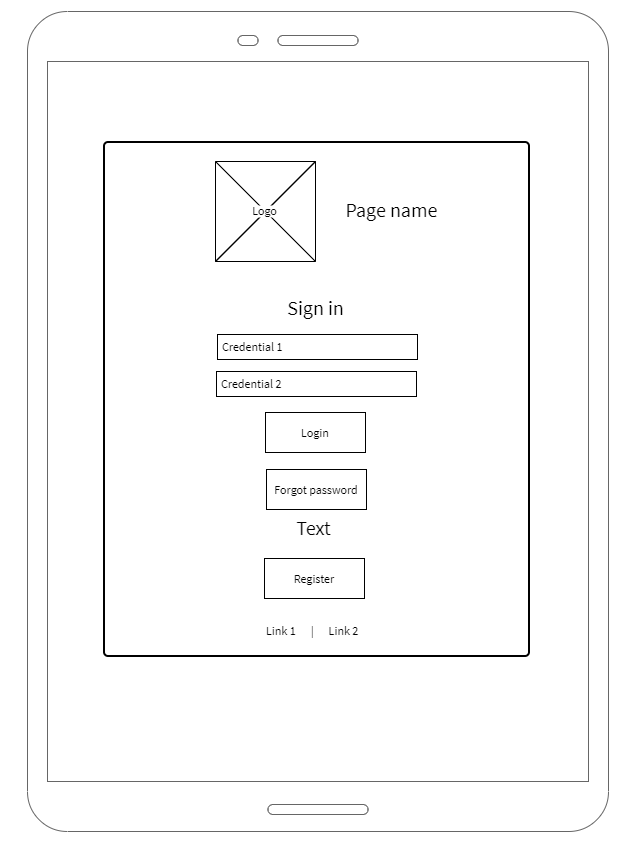 Logo
Page name
Sign in
Credential 1
Credential 2
Login
Forgot password
Text
Register
Link 1 | Link 2